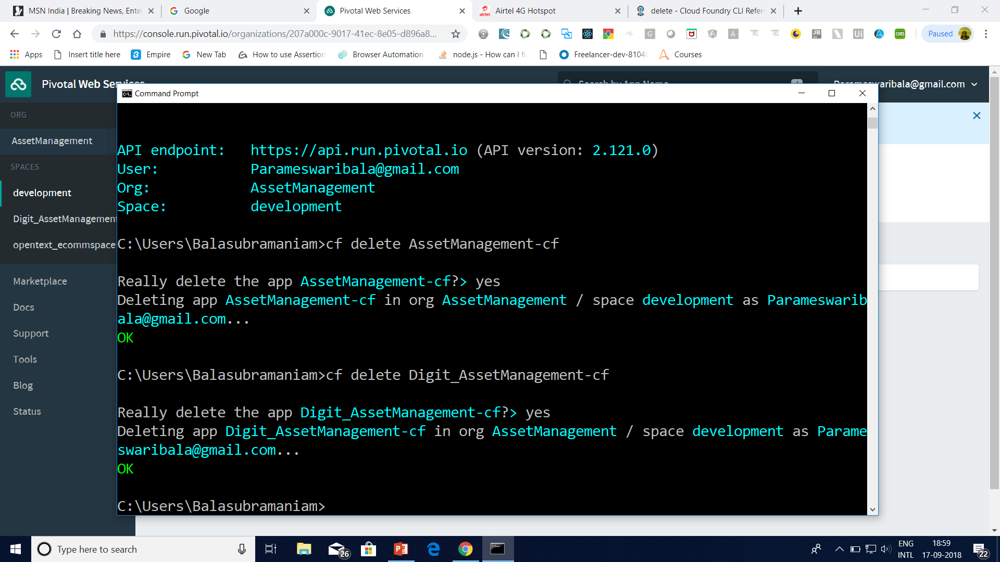 MSN India | Breaking News, Enter
Google
Pivotal Web Services
Airtel 4G Hotspot
delete - Cloud Foundry CLI Refer
https://console.run.pivotal.io/organizations/207a000c-9017-41ec-8e05-d896a8...
Paused
Apps
Insert title here
Empire
New Tab
How to use Assertion
Browser Automation
node.js - How can I fi
Freelancer-dev-81048
Courses
Pivotal Web Services
Search by App Name
Parameswaribala@gmail.com
ORG
AssetManagement
SPACES
development
Digit_AssetManagement
opentext_ecommspace
Marketplace
Docs
Support
Tools
Blog
Status
Command Prompt
API endpoint: https://api.run.pivotal.io (API version: 2.121.0)
User: Parameswaribala@gmail.com
Org: AssetManagement
Space: development
C:\Users\Balasubramaniam>cf delete AssetManagement-cf
Really delete the app AssetManagement-cf?> yes
Deleting app AssetManagement-cf in org AssetManagement / space development as Parameswarib
ala@gmail.com...
OK
C:\Users\Balasubramaniam>cf delete Digit_AssetManagement-cf
Really delete the app Digit_AssetManagement-cf?> yes
Deleting app Digit_AssetManagement-cf in org AssetManagement / space development as Parame
swaribala@gmail.com...
OK
C:\Users\Balasubramaniam>
Type here to search
26
ENG
INTL
18:59
17-09-2018
22